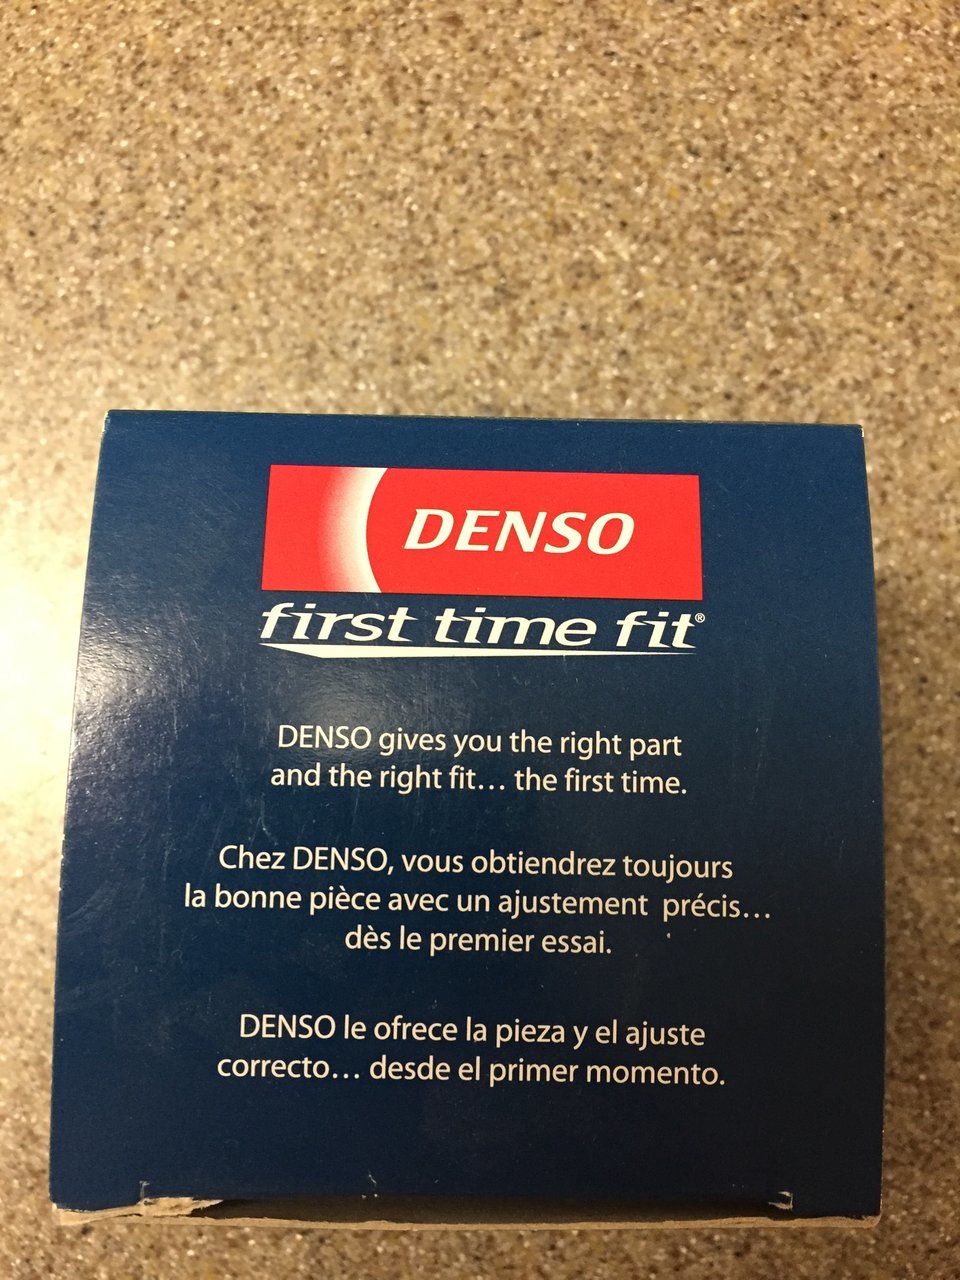 DENSO
first time fit®
DENSO gives you the right part
and the right fit... the first time.
Chez DENSO, vous obtiendrez toujours
la bonne pièce avec un ajustement précis...
dès le premier essai.
DENSO le ofrece la pieza y el ajuste
correcto... desde el primer momento.